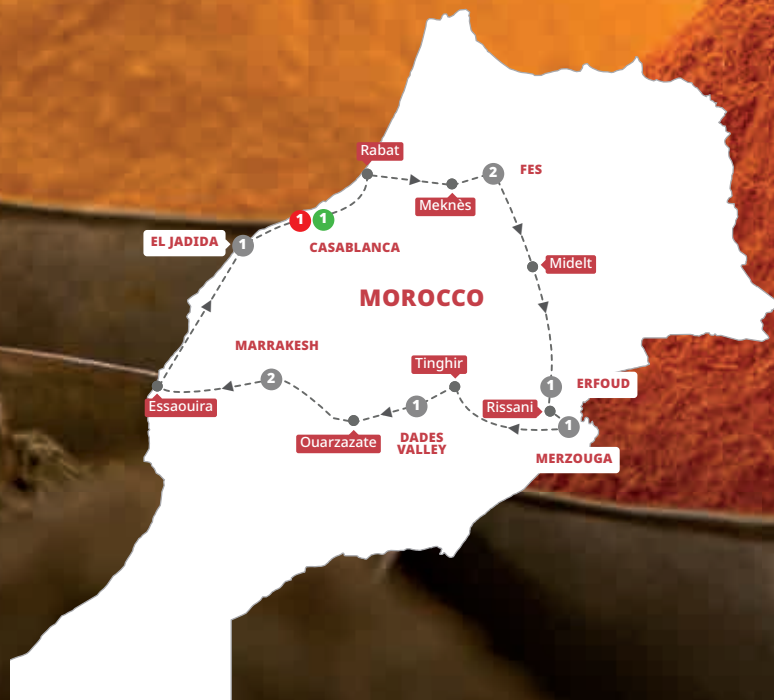 Rabat
2
FES
Meknès
1
1
EL JADIDA
1
CASABLANCA
Midelt
MOROCCO
MARRAKESH
2
Tinghir
1
ERFOUD
Essaouira
1
Rissani
1
Ouarzazate
DADES
VALLEY
MERZOUGA